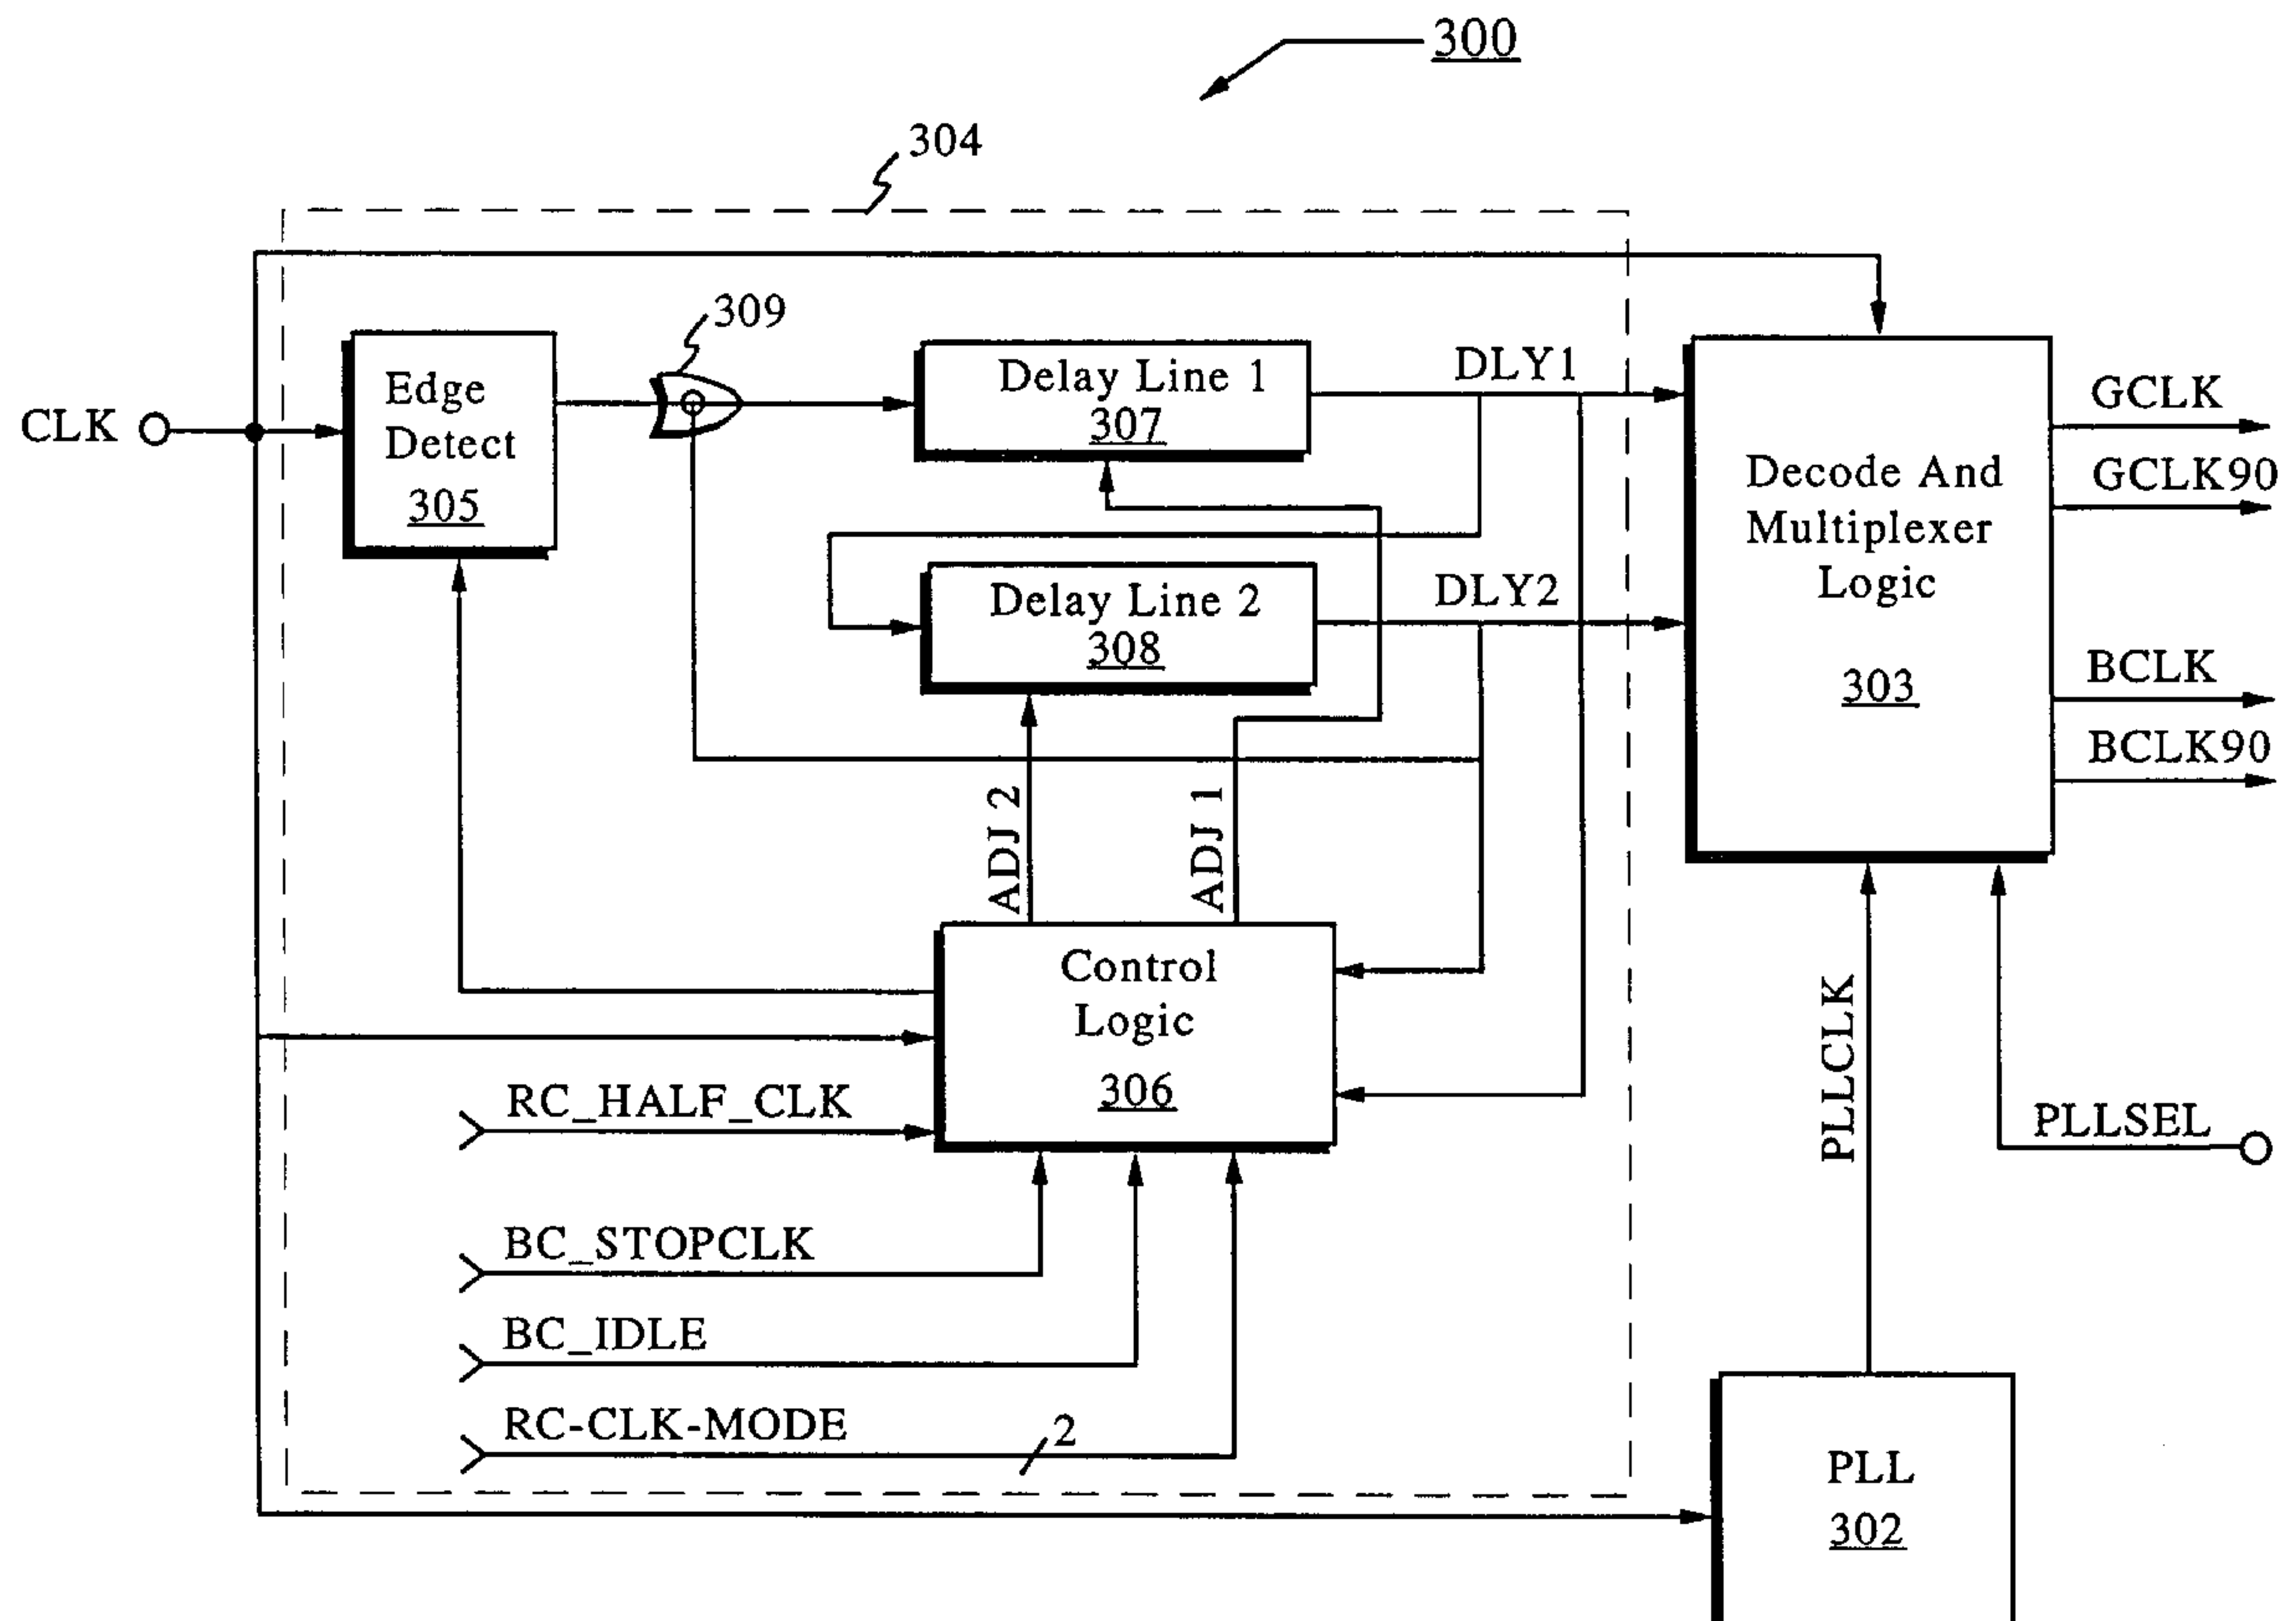 300
304
309
CLK
Edge
Detect
305
Delay Line 1
307
DLY1
Delay Line 2
308
DLY2
Decode And
Multiplexer
Logic
303
GCLK
GCLK90
BCLK
BCLK90
ADJ 2
ADJ 1
Control
Logic
306
RC_HALF_CLK
BC_STOPCLK
BC_IDLE
RC-CLK-MODE
2
PLLCLK
PLLSEL
PLL
302